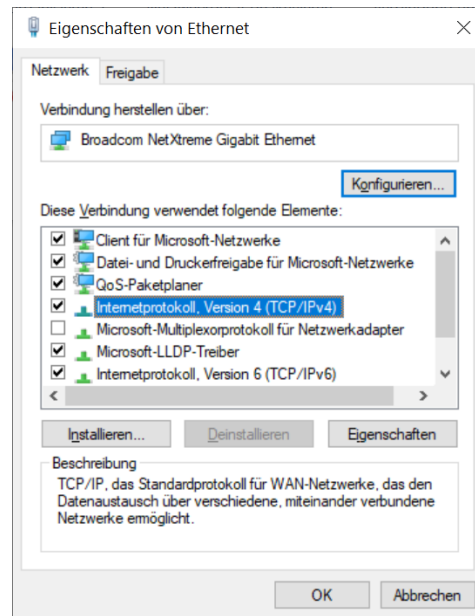 Eigenschaften von Ethernet
Netzwerk Freigabe
Verbindung herstellen über:
Broadcom NetXtreme Gigabit Ethernet
Konfigurieren...
Diese Verbindung verwendet folgende Elemente:
Client für Microsoft-Netzwerke
Datei- und Druckerfreigabe für Microsoft-Netzwerke
QoS-Paketplaner
Internetprotokoll, Version 4 (TCP/IPv4)
Microsoft-Multiplexorprotokoll für Netzwerkadapter
Microsoft-LLDP-Treiber
Internetprotokoll, Version 6 (TCP/IPv6)
Installieren... Deinstallieren Eigenschaften
Beschreibung
TCP/IP, das Standardprotokoll für WAN-Netzwerke, das den
Datenaustausch über verschiedene, miteinander verbundene
Netzwerke ermöglicht.
OK Abbrechen